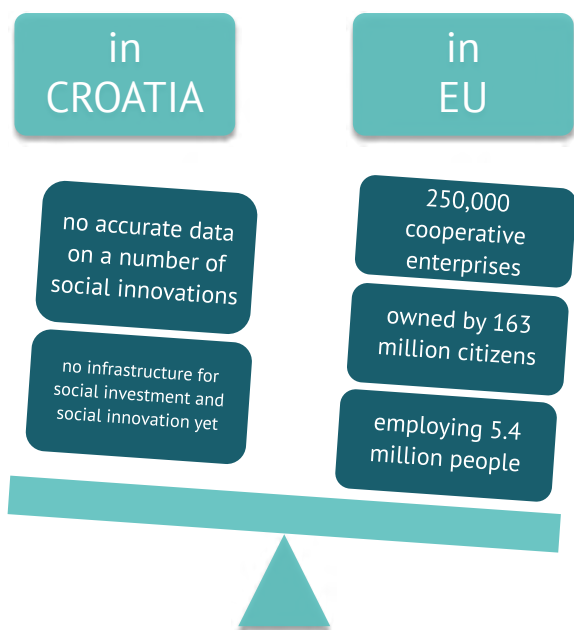 in
CROATIA
no accurate data
on a number of
social innovations
no infrastructure for
social investment and
social innovation yet
in
EU
250,000
cooperative
enterprises
owned by 163
million citizens
employing 5.4
million people